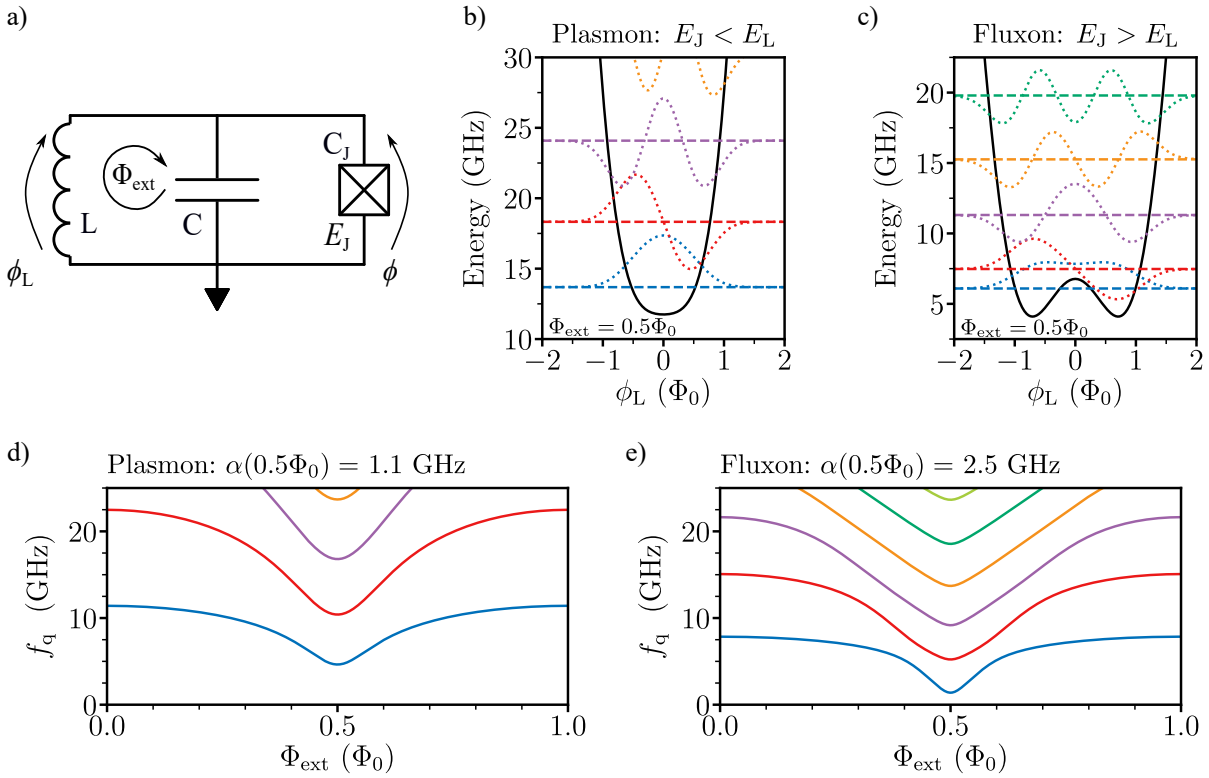 a)
ϕ_L
L
Φ_ext
C
C_J
E_J
ϕ
b)
Plasmon: E_J < E_L
Energy (GHz)
30
25
20
15
10
Φ_ext = 0.5Φ_0
−2 −1 0 1 2
ϕ_L (Φ_0)
c)
Fluxon: E_J > E_L
Energy (GHz)
20
15
10
5
Φ_ext = 0.5Φ_0
−2 −1 0 1 2
ϕ_L (Φ_0)
d)
Plasmon: α(0.5Φ_0) = 1.1 GHz
f_q (GHz)
20
10
0
0.0 0.5 1.0
Φ_ext (Φ_0)
e)
Fluxon: α(0.5Φ_0) = 2.5 GHz
f_q (GHz)
20
10
0
0.0 0.5 1.0
Φ_ext (Φ_0)